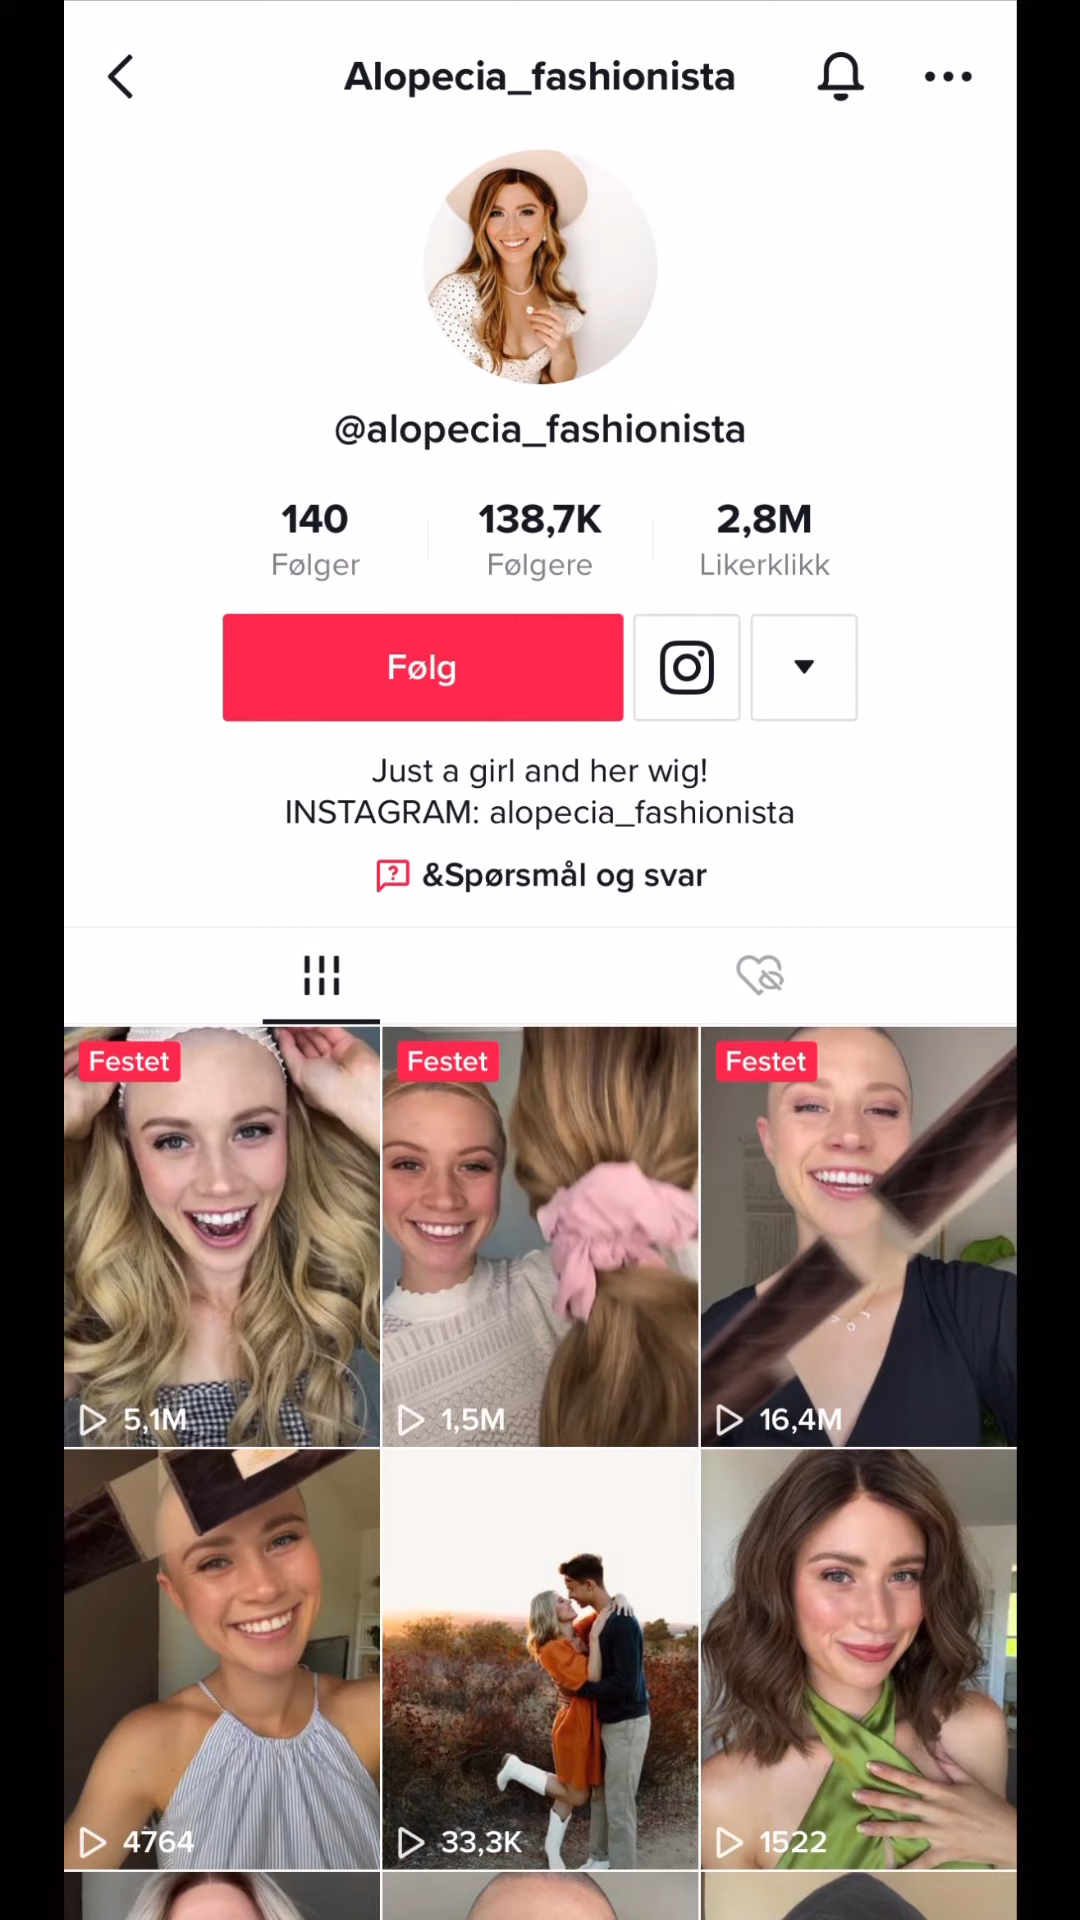 Alopecia_fashionista
@alopecia_fashionista
140 138,7K 2,8M
Følger Følgere Likerklikk
Følg
Just a girl and her wig!
INSTAGRAM: alopecia_fashionista
&Spørsmål og svar
Festet Festet Festet
5,1M 1,5M 16,4M
4764 33,3K 1522